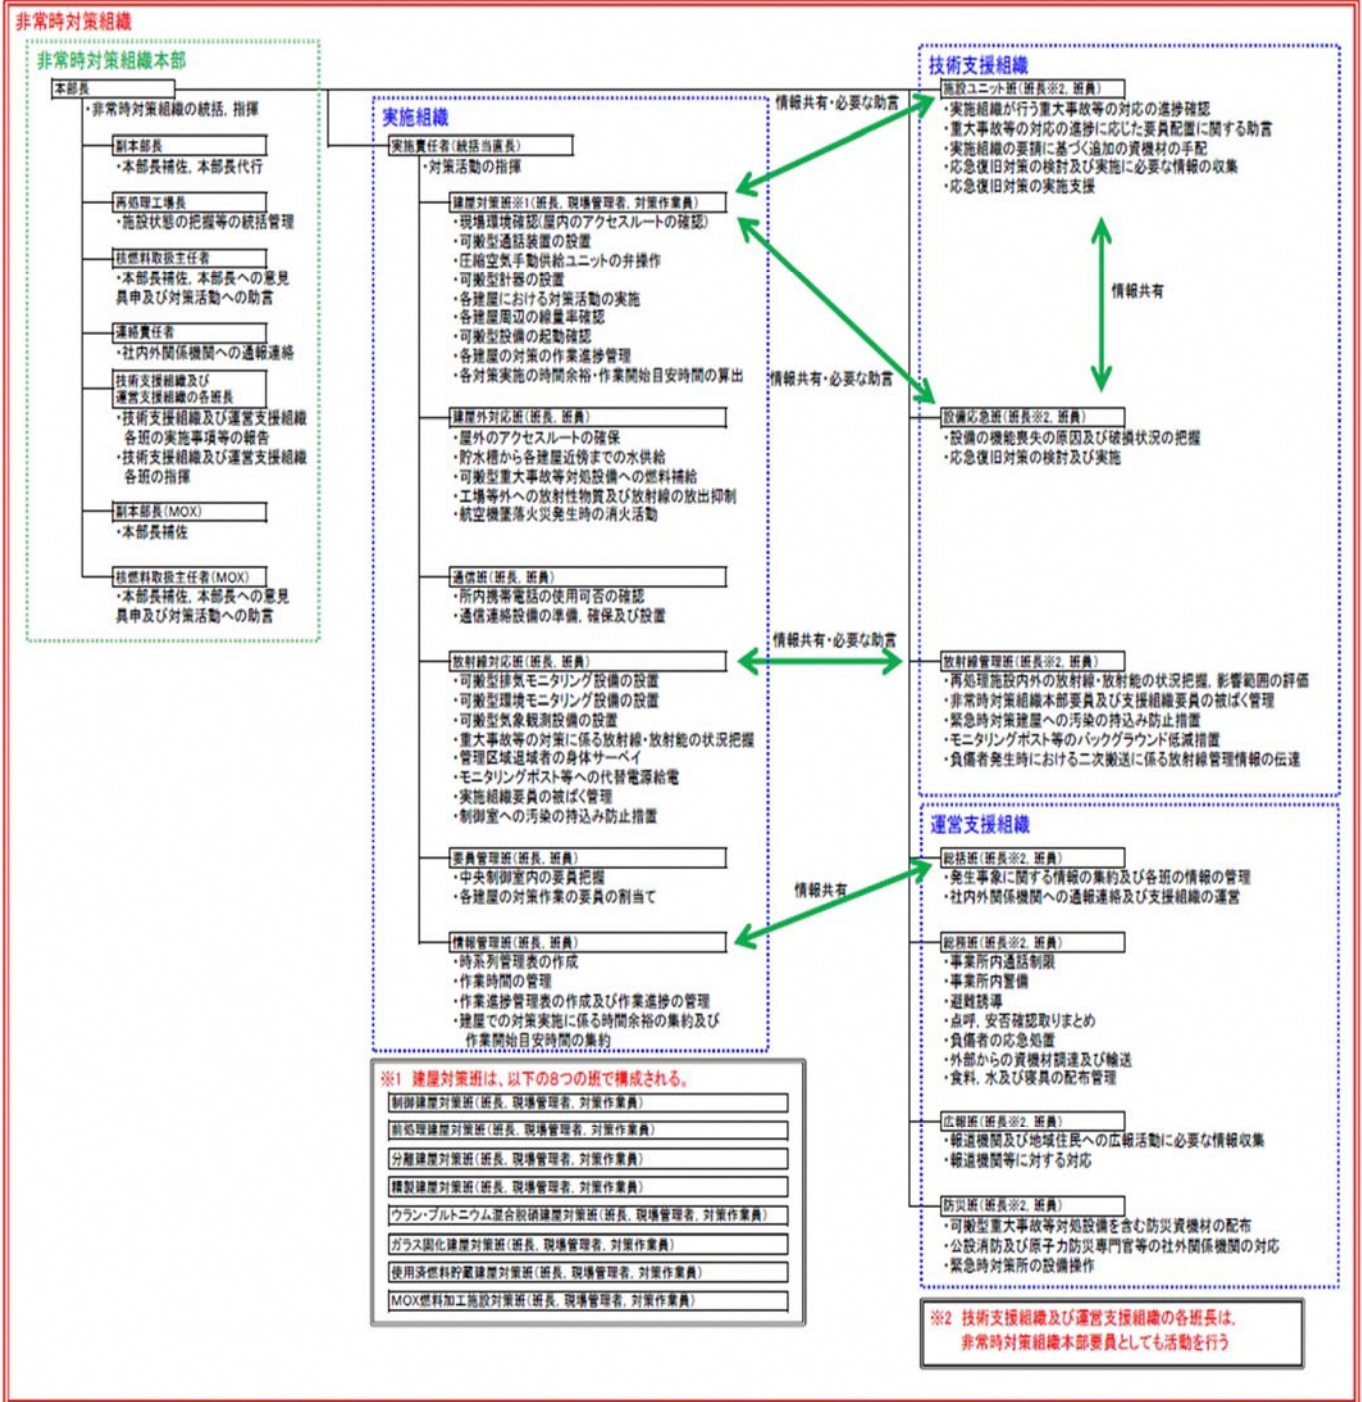 非常時対策組織
非常時対策組織本部
本部長
・非常時対策組織の統括, 指揮
副本部長
・本部長補佐, 本部長代行
再処理工場長
・施設状態の把握等の統括管理
核燃料取扱主任者
・本部長補佐, 本部長への意見
具申及び対策活動への助言
連絡責任者
・社内外関係機関への通報連絡
技術支援組織及び
運営支援組織の各班長
・技術支援組織及び運営支援組織
各班の実施事項等の報告
・技術支援組織及び運営支援組織
各班の指揮
副本部長(MOX)
・本部長補佐
核燃料取扱主任者(MOX)
・本部長補佐, 本部長への意見
具申及び対策活動への助言
実施組織
実施責任者(統括当直長)
・対策活動の指揮
建屋対策班※1(班長, 現場管理者, 対策作業員)
・現場環境確認(屋内のアクセスルートの確認)
・可搬型通話装置の設置
・圧縮空気手動供給ユニットの弁操作
・可搬型計器の設置
・各建屋における対策活動の実施
・各建屋周辺の線量率確認
・可搬型設備の起動確認
・各建屋の対策の作業進捗管理
・各対策実施の時間余裕・作業開始目安時間の算出
建屋外対応班(班長, 班員)
・屋外のアクセスルートの確保
・貯水槽から各建屋近傍までの水供給
・可搬型重大事故等対処設備への燃料補給
・工場等外への放射性物質及び放射線の放出抑制
・航空機墜落火災発生時の消火活動
通信班(班長, 班員)
・所内携帯電話の使用可否の確認
・通信連絡設備の準備, 確保及び設置
放射線対応班(班長, 班員)
・可搬型排気モニタリング設備の設置
・可搬型環境モニタリング設備の設置
・可搬型気象観測設備の設置
・重大事故等の対策に係る放射線・放射能の状況把握
・管理区域退域者の身体サーベイ
・モニタリングポスト等への代替電源給電
・実施組織要員の被ばく管理
・制御室への汚染の持込み防止措置
要員管理班(班長, 班員)
・中央制御室内の要員把握
・各建屋の対策作業の要員の割当て
情報管理班(班長, 班員)
・時系列管理表の作成
・作業時間の管理
・作業進捗管理表の作成及び作業進捗の管理
・建屋での対策実施に係る時間余裕の集約及び
作業開始目安時間の集約
※1 建屋対策班は、以下の8つの班で構成される。
制御建屋対策班(班長, 現場管理者, 対策作業員)
前処理建屋対策班(班長, 現場管理者, 対策作業員)
分離建屋対策班(班長, 現場管理者, 対策作業員)
精製建屋対策班(班長, 現場管理者, 対策作業員)
ウラン・プルトニウム混合脱硝建屋対策班(班長, 現場管理者, 対策作業員)
ガラス固化建屋対策班(班長, 現場管理者, 対策作業員)
使用済燃料貯蔵建屋対策班(班長, 現場管理者, 対策作業員)
MOX燃料加工施設対策班(班長, 現場管理者, 対策作業員)
情報共有・必要な助言
情報共有・必要な助言
情報共有・必要な助言
情報共有
技術支援組織
施設ユニット班(班長※2, 班員)
・実施組織が行う重大事故等の対応の進捗確認
・重大事故等の対応の進捗に応じた要員配置に関する助言
・実施組織の要請に基づく追加の資機材の手配
・応急復旧対策の検討及び実施に必要な情報の収集
・応急復旧対策の実施支援
情報共有
設備応急班(班長※2, 班員)
・設備の機能喪失の原因及び破損状況の把握
・応急復旧対策の検討及び実施
放射線管理班(班長※2, 班員)
・再処理施設内外の放射線・放射能の状況把握, 影響範囲の評価
・非常時対策組織本部要員及び支援組織要員の被ばく管理
・緊急時対策建屋への汚染の持込み防止措置
・モニタリングポスト等のバックグラウンド低減措置
・負傷者発生時における二次搬送に係る放射線管理情報の伝達
運営支援組織
総括班(班長※2, 班員)
・発生事象に関する情報の集約及び各班の情報の管理
・社内外関係機関への通報連絡及び支援組織の運営
総務班(班長※2, 班員)
・事業所内通話制限
・事業所内警備
・避難誘導
・点呼, 安否確認取りまとめ
・負傷者の応急処置
・外部からの資機材調達及び輸送
・食料, 水及び寝具の配布管理
広報班(班長※2, 班員)
・報道機関及び地域住民への広報活動に必要な情報収集
・報道機関等に対する対応
防災班(班長※2, 班員)
・可搬型重大事故等対処設備を含む防災資機材の配布
・公設消防及び原子力防災専門官等の社外関係機関の対応
・緊急時対策所の設備操作
※2 技術支援組織及び運営支援組織の各班長は,
非常時対策組織本部要員としても活動を行う